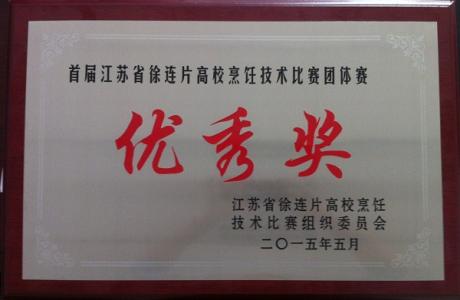 首届江苏省徐连片高校烹饪技术比赛团体赛
优秀奖
江苏省徐连片高校烹饪
技术比赛组织委员会
二〇一五年五月